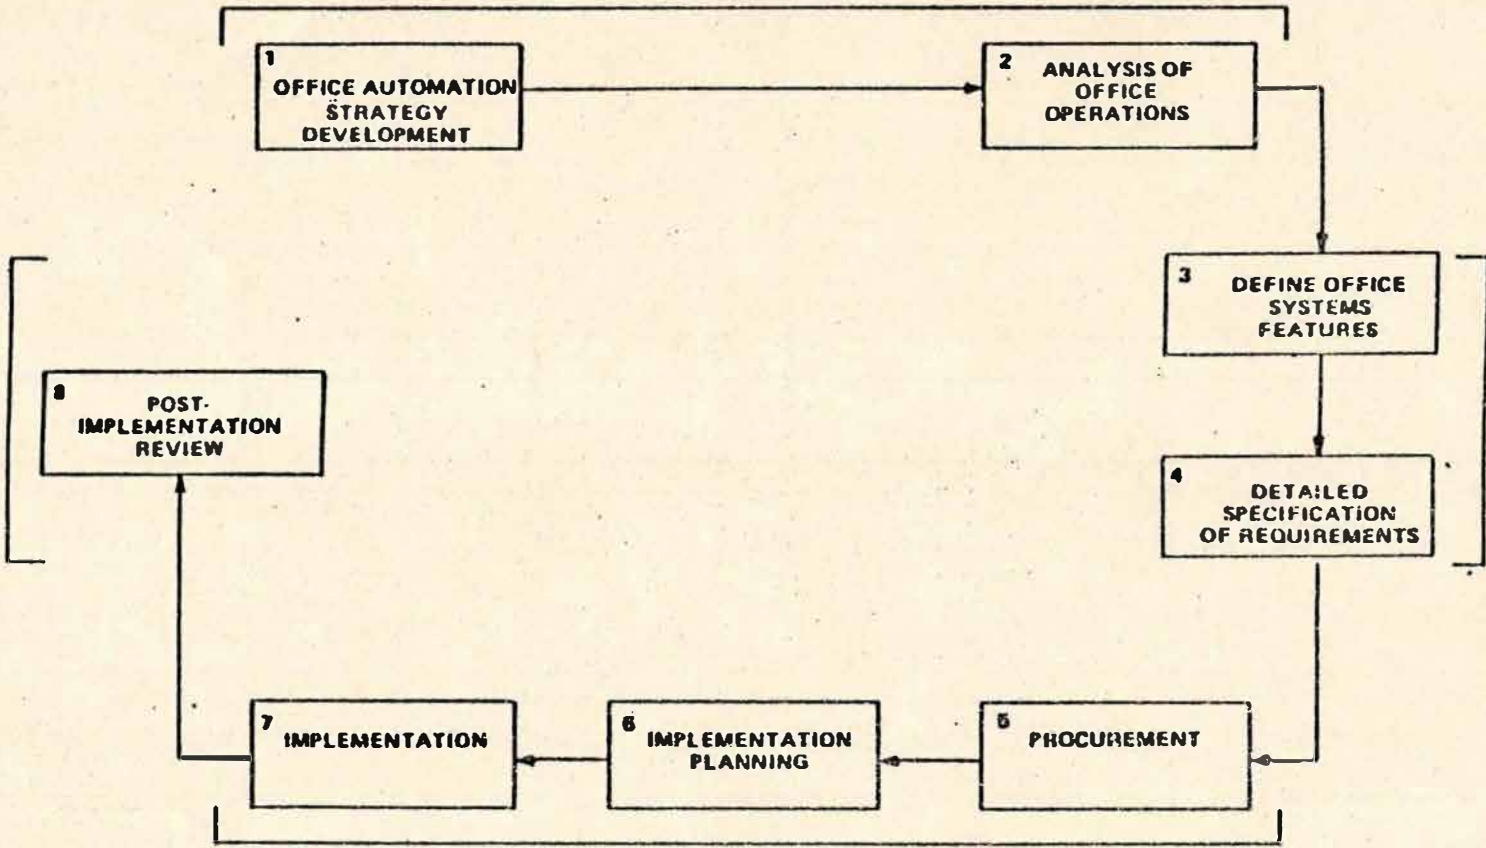 1
OFFICE AUTOMATION
STRATEGY
DEVELOPMENT
2
ANALYSIS OF
OFFICE
OPERATIONS
3
DEFINE OFFICE
SYSTEMS
FEATURES
4
DETAILED
SPECIFICATION
OF REQUIREMENTS
5
PROCUREMENT
6
IMPLEMENTATION
PLANNING
7
IMPLEMENTATION
8
POST-
IMPLEMENTATION
REVIEW